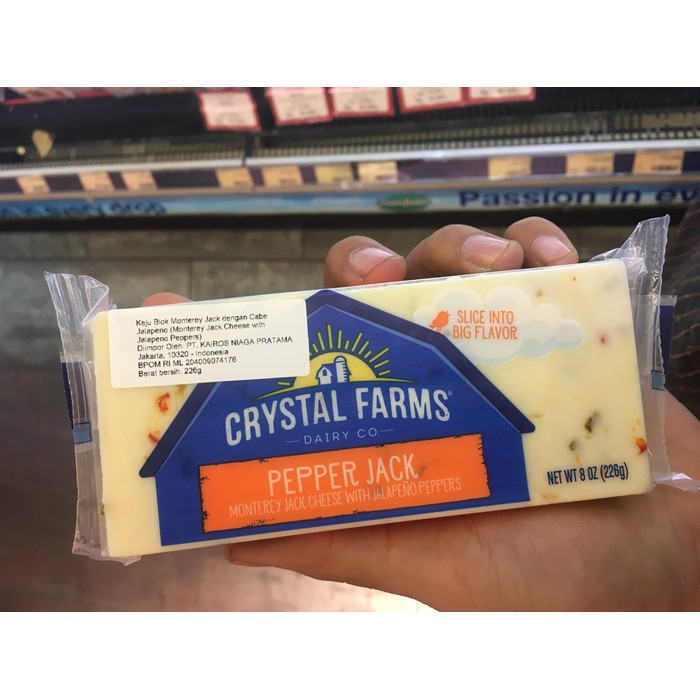 Passion in ev
Keju Blok Monterey Jack dengan Cabe
Jalapeno (Monterey Jack Cheese with
Jalapeno Peppers)
Diimpor Oleh. PT. KAIROS NIAGA PRATAMA
Jakarta, 10320 - Indonesia
BPOM RI ML 204009074176
Berat bersih. 226g
SLICE INTO
BIG FLAVOR
CRYSTAL FARMS®
DAIRY CO.
PEPPER JACK
MONTEREY JACK CHEESE WITH JALAPEÑO PEPPERS
NET WT 8 OZ (226g)